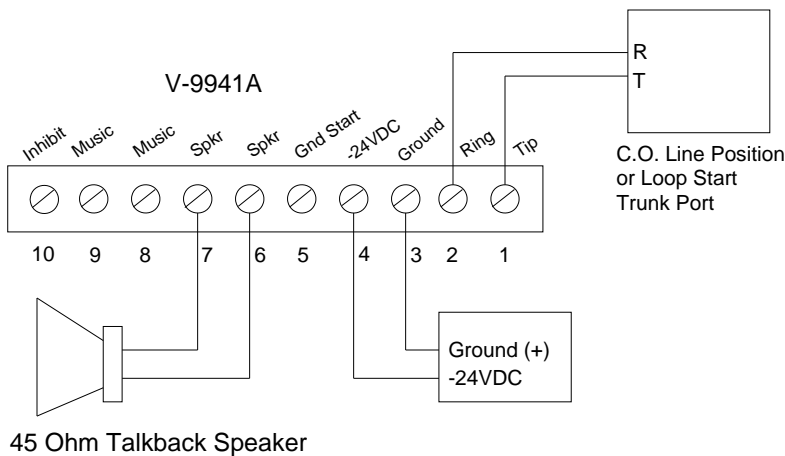 R
T
V-9941A
C.O. Line Position
or Loop Start
Trunk Port
Inhibit
Music
Music
Spkr
Spkr
Gnd Start
-24VDC
Ground
Ring
Tip
10 9 8 7 6 5 4 3 2 1
Ground (+)
-24VDC
45 Ohm Talkback Speaker